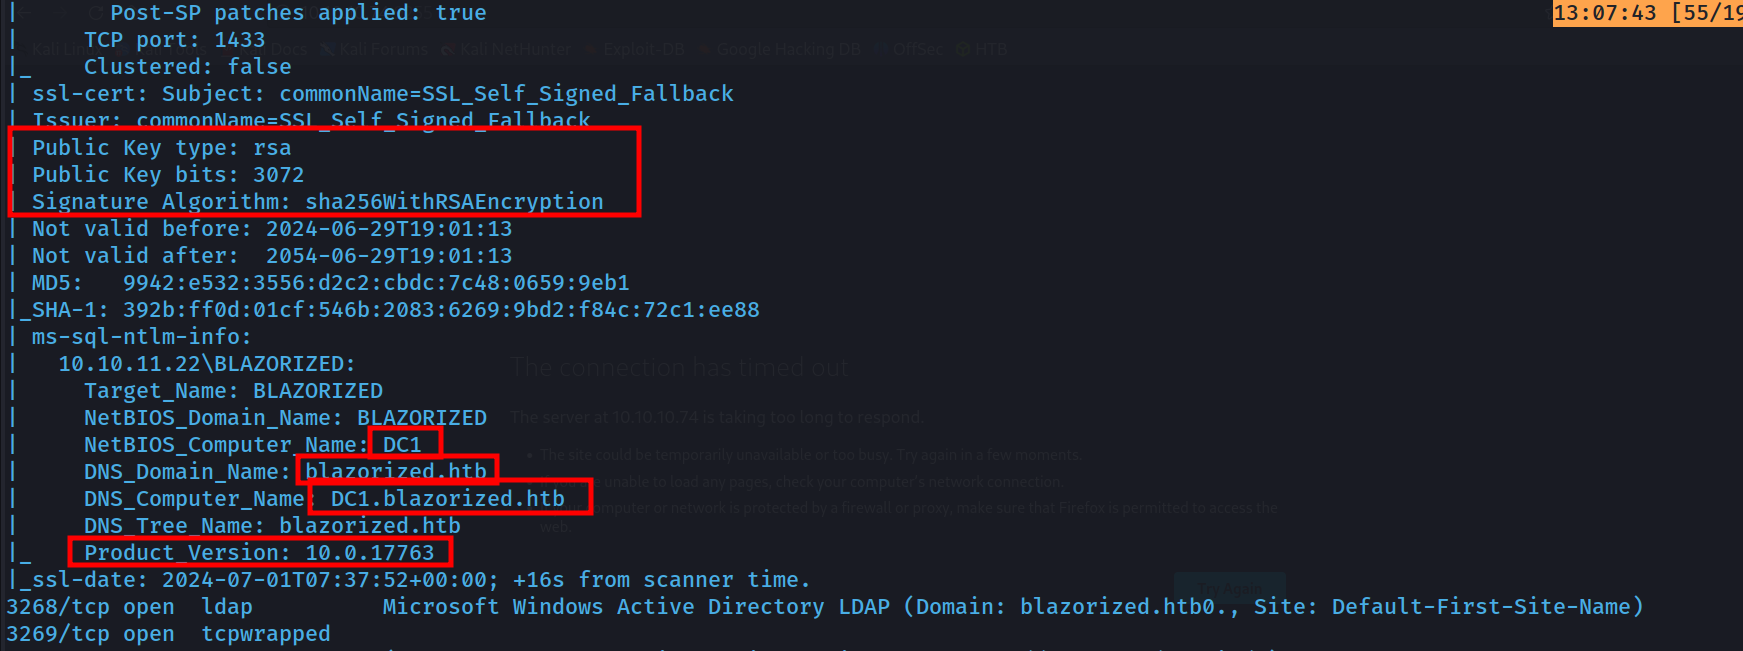 |       Post-SP patches applied: true
13:07:43 [55/19
|     TCP port: 1433
Kali Linux Docs Kali Forums Kali NetHunter Exploit-DB Google Hacking DB OffSec HTB
|_    Clustered: false
| ssl-cert: Subject: commonName=SSL_Self_Signed_Fallback
| Issuer: commonName=SSL_Self_Signed_Fallback
| Public Key type: rsa
| Public Key bits: 3072
| Signature Algorithm: sha256WithRSAEncryption
| Not valid before: 2024-06-29T19:01:13
| Not valid after:  2054-06-29T19:01:13
| MD5:   9942:e532:3556:d2c2:cbdc:7c48:0659:9eb1
|_SHA-1: 392b:ff0d:01cf:546b:2083:6269:9bd2:f84c:72c1:ee88
| ms-sql-ntlm-info:
|   10.10.11.22\BLAZORIZED:
The connection has timed out
|     Target_Name: BLAZORIZED
|     NetBIOS_Domain_Name: BLAZORIZED
The server at 10.10.10.74 is taking too long to respond.
|     NetBIOS_Computer_Name: DC1
The site could be temporarily unavailable or too busy. Try again in a few moments.
|     DNS_Domain_Name: blazorized.htb
unable to load any pages, check your computer's network connection.
|     DNS_Computer_Name: DC1.blazorized.htb
computer or network is protected by a firewall or proxy, make sure that Firefox is permitted to access the
web.
|     DNS_Tree_Name: blazorized.htb
|_    Product_Version: 10.0.17763
|_ssl-date: 2024-07-01T07:37:52+00:00; +16s from scanner time.
Try Again
3268/tcp open  ldap          Microsoft Windows Active Directory LDAP (Domain: blazorized.htb0., Site: Default-First-Site-Name)
3269/tcp open  tcpwrapped